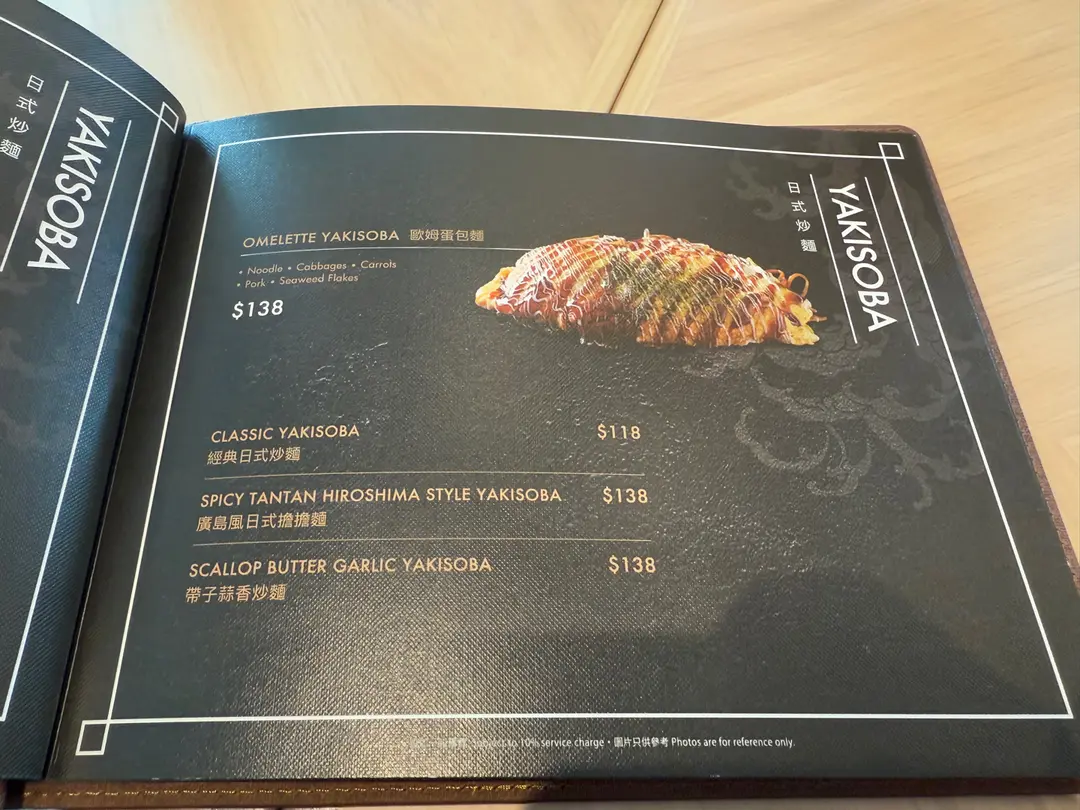 日式炒麵
YAKISOBA
日式炒麵
YAKISOBA
OMELETTE YAKISOBA 歐姆蛋包麵
• Noodle • Cabbages • Carrots
• Pork • Seaweed Flakes
$138
CLASSIC YAKISOBA $118
經典日式炒麵
SPICY TANTAN HIROSHIMA STYLE YAKISOBA $138
廣島風日式擔擔麵
SCALLOP BUTTER GARLIC YAKISOBA $138
帶子蒜香炒麵
Subject to 10% service charge • 圖片只供參考 Photos are for reference only.